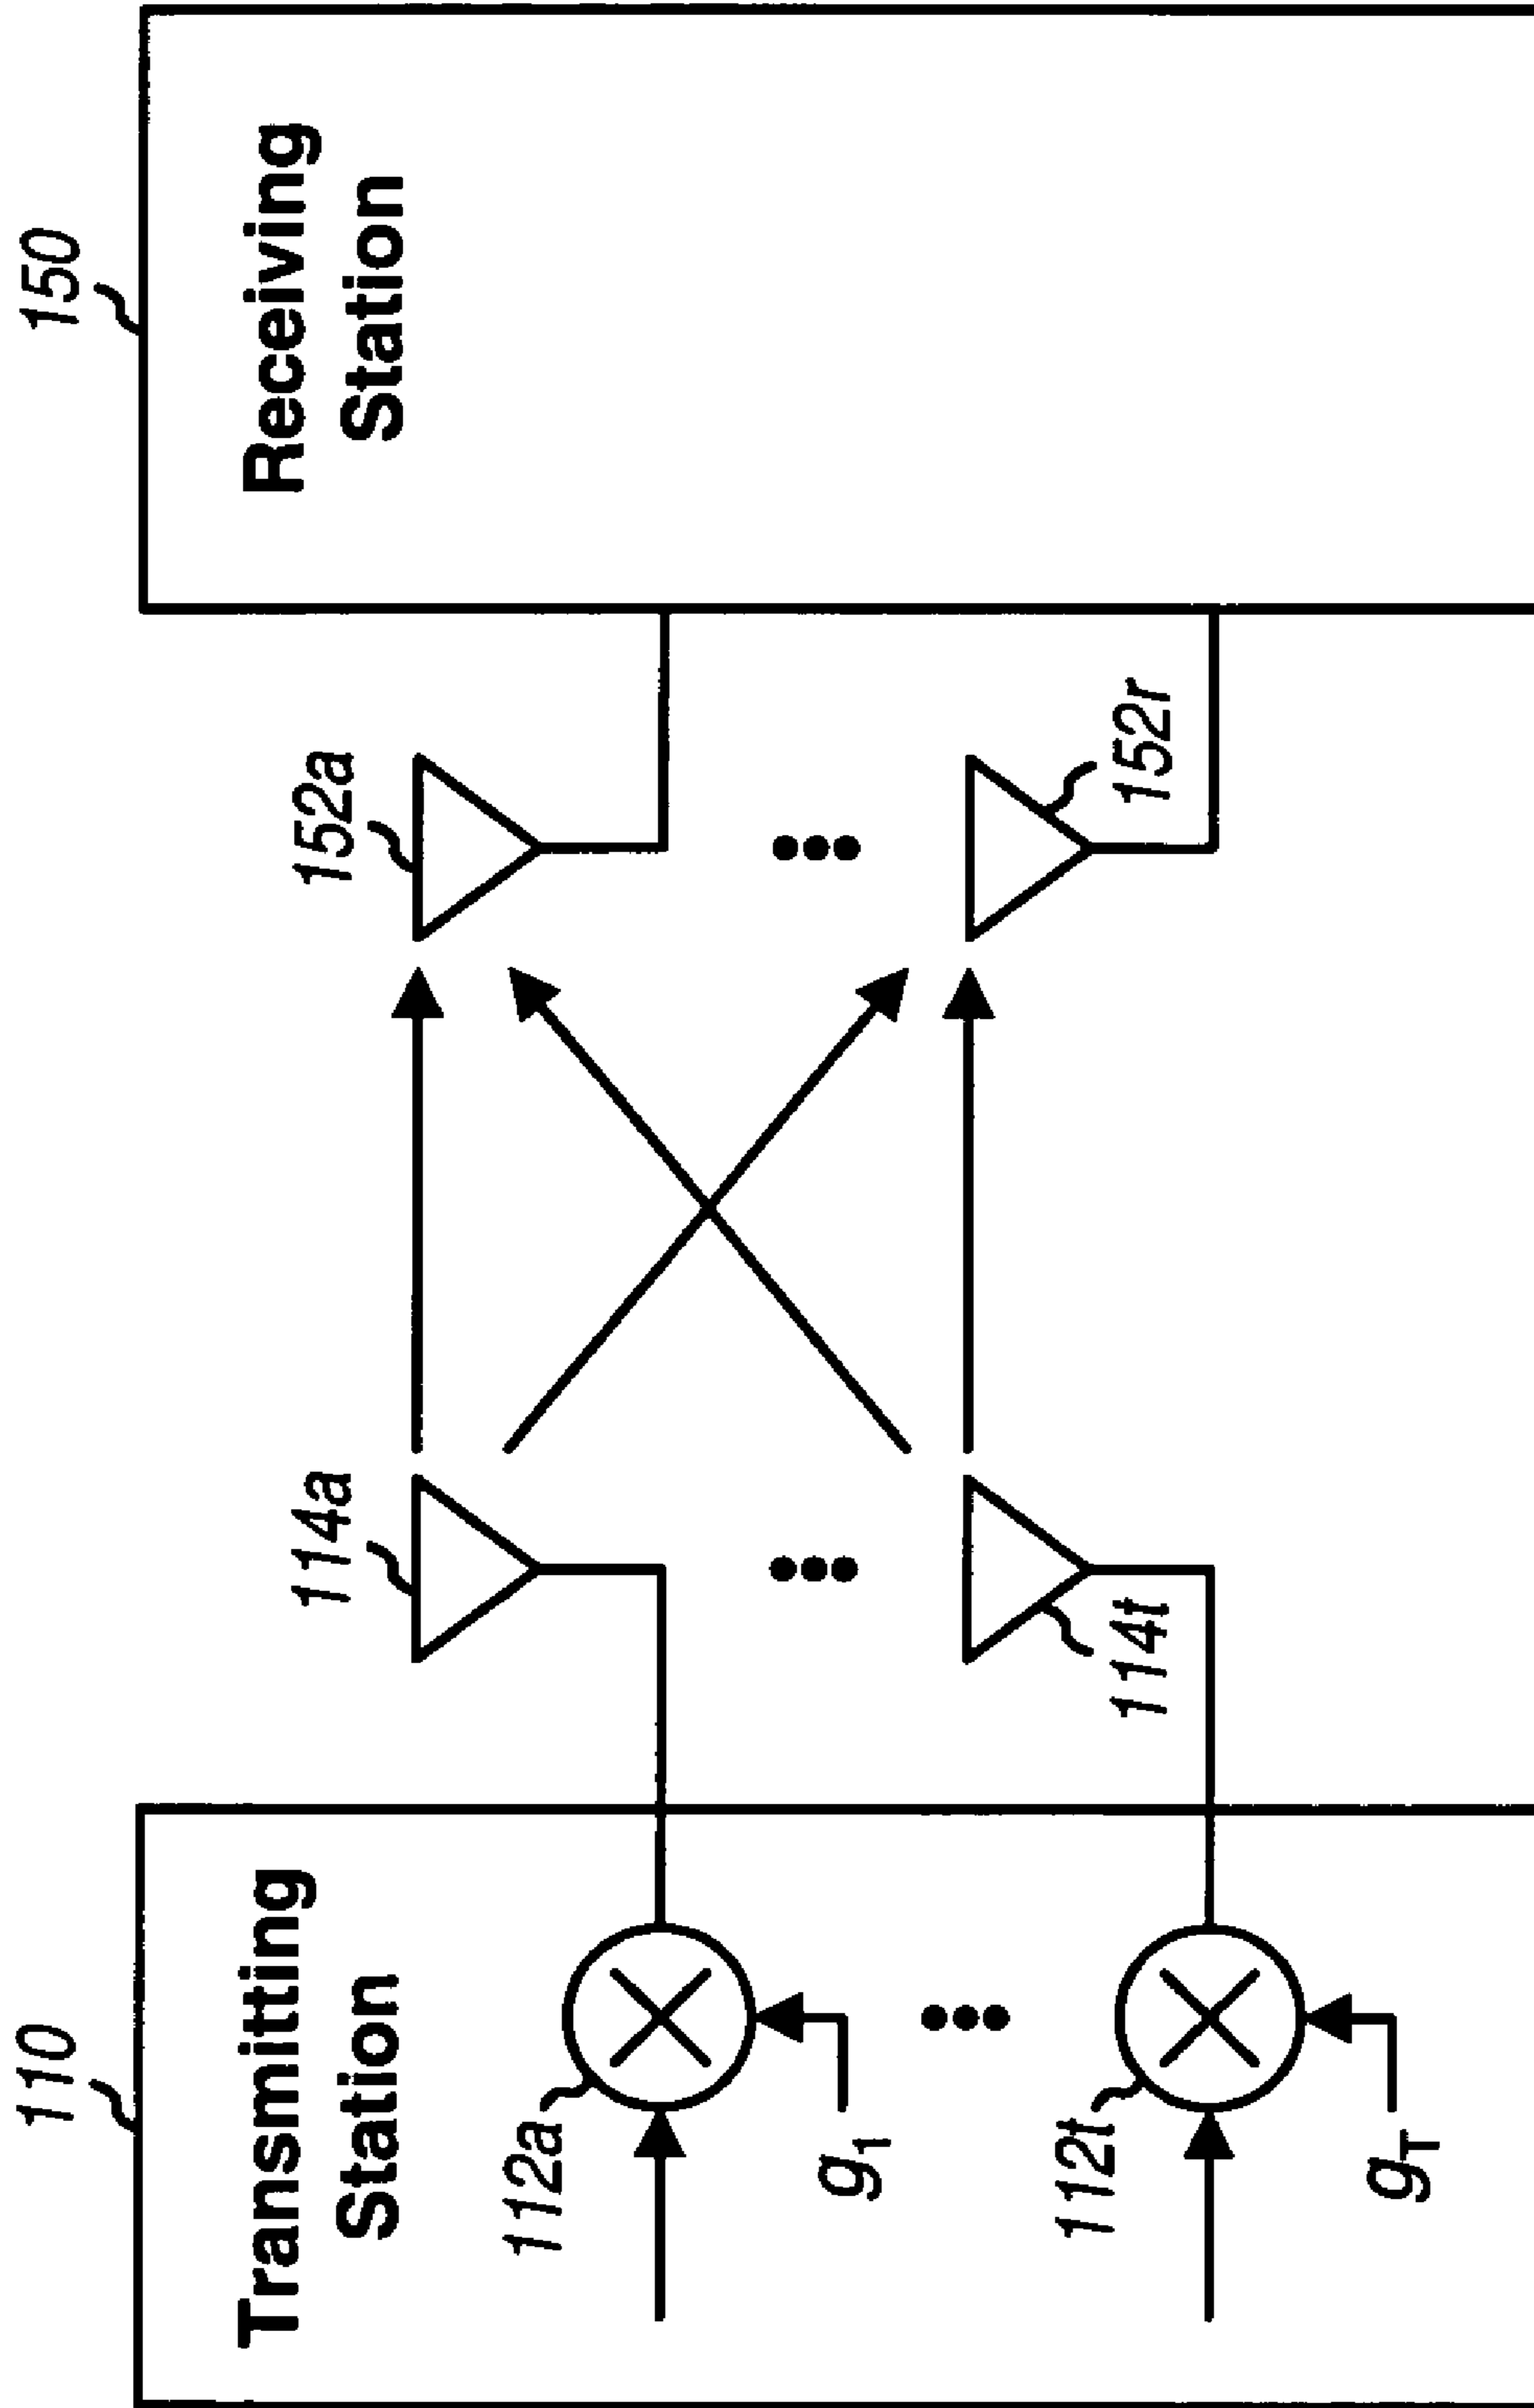 110
150
Transmitting
Station
Receiving
Station
114a
152a
112a
g1
114t
152r
112t
gT